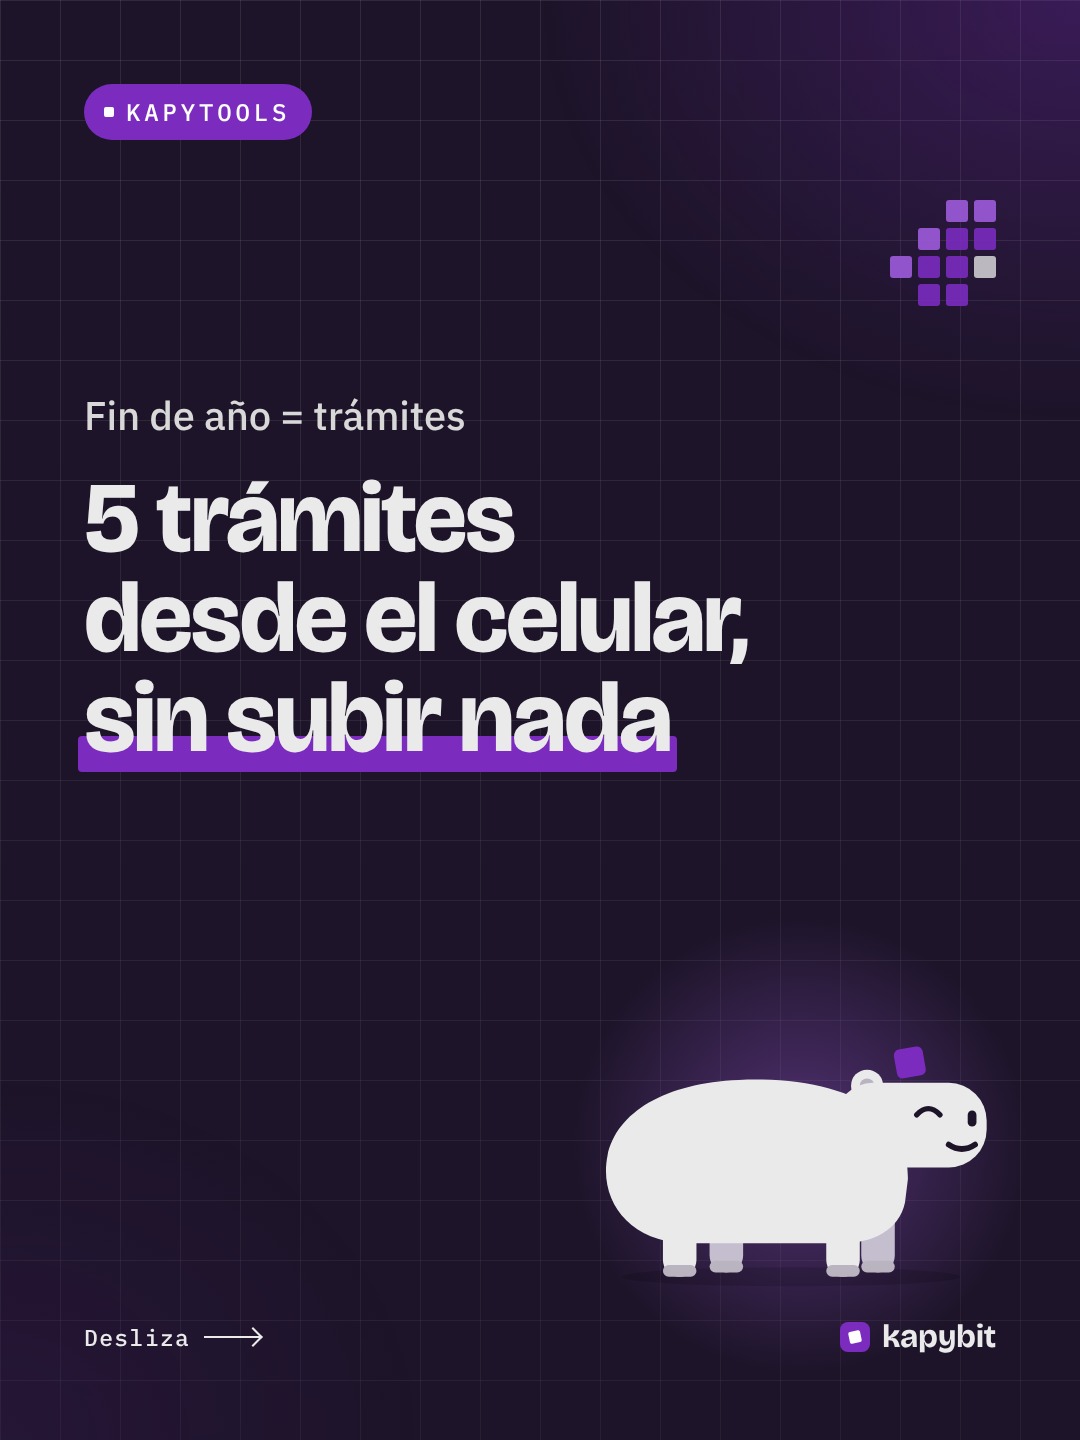 KAPYTOOLS
Fin de año = trámites
5 trámites
desde el celular,
sin subir nada
Desliza
kapybit